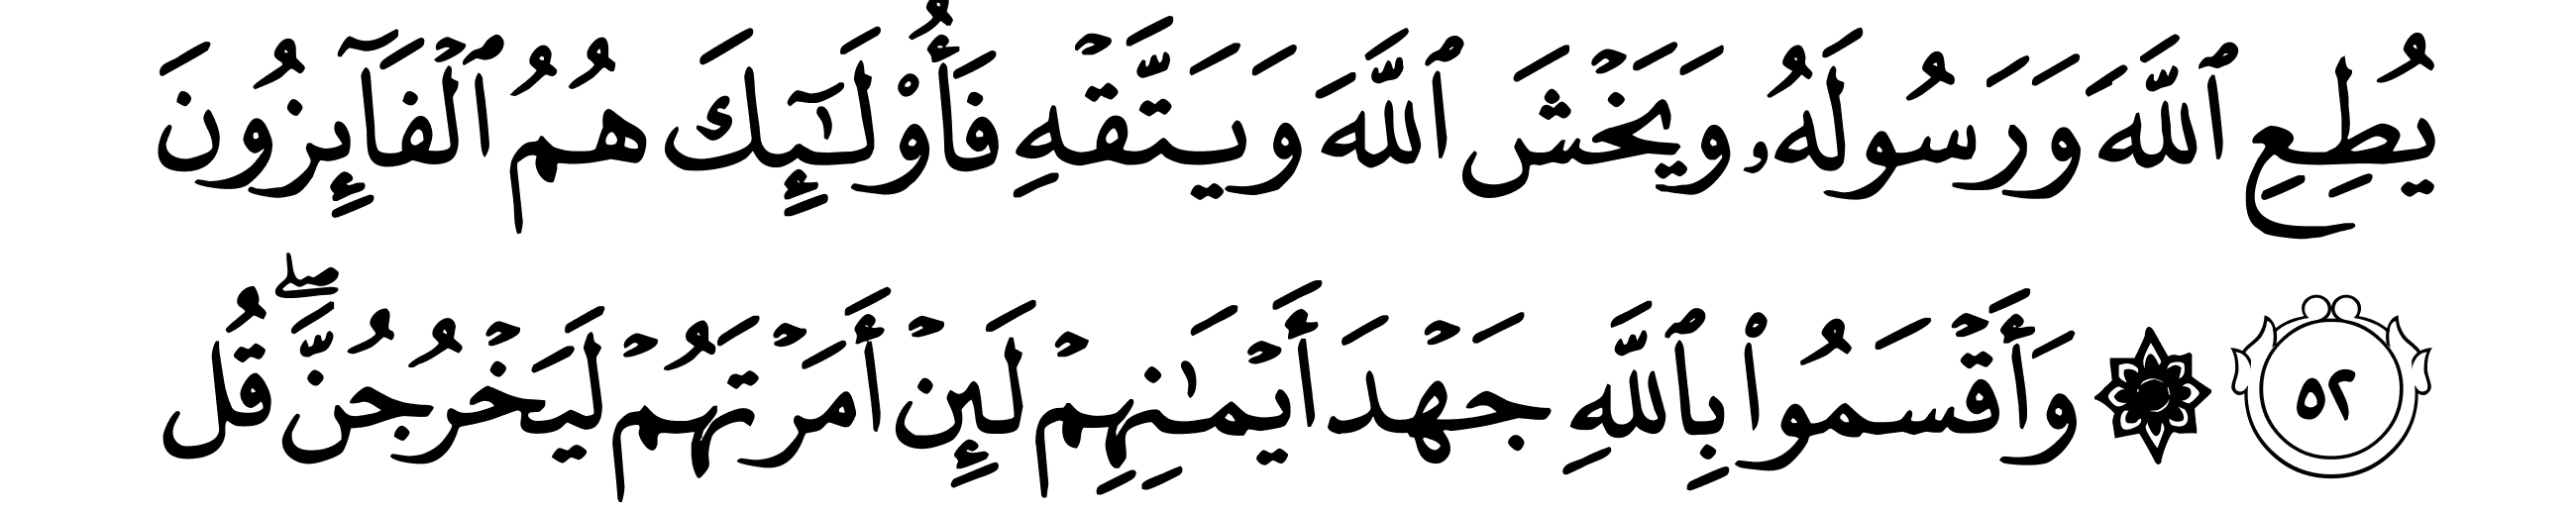 يُطِعِ ٱللَّهَ وَرَسُولَهُۥ وَيَخۡشَ ٱللَّهَ وَيَتَّقۡهِ فَأُوْلَـٰٓئِكَ هُمُ ٱلۡفَآئِزُونَ
٥٢ ۞ وَأَقۡسَمُواْ بِٱللَّهِ جَهۡدَ أَيۡمَـٰنِهِمۡ لَئِنۡ أَمَرۡتَهُمۡ لَيَخۡرُجُنَّۖ قُل